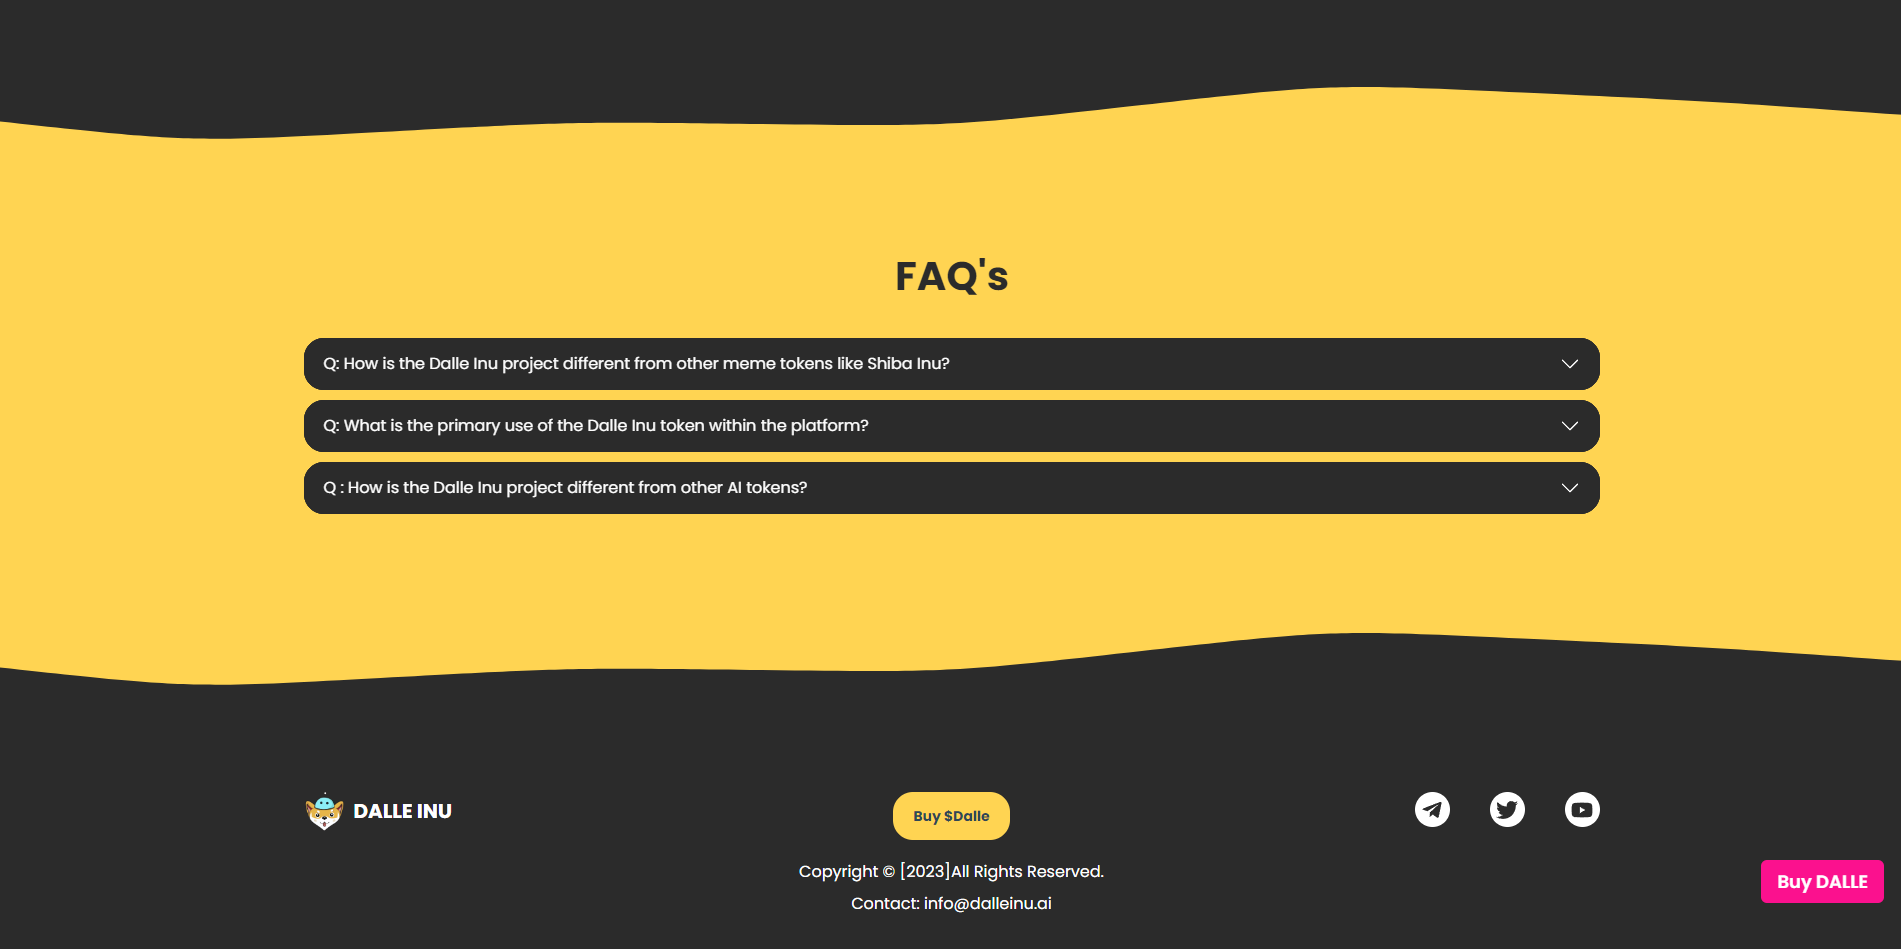 FAQ's
Q: How is the Dalle Inu project different from other meme tokens like Shiba Inu?
Q: What is the primary use of the Dalle Inu token within the platform?
Q : How is the Dalle Inu project different from other AI tokens?
DALLE INU
Buy $Dalle
Copyright © [2023]All Rights Reserved.
Contact: info@dalleinu.ai
Buy DALLE